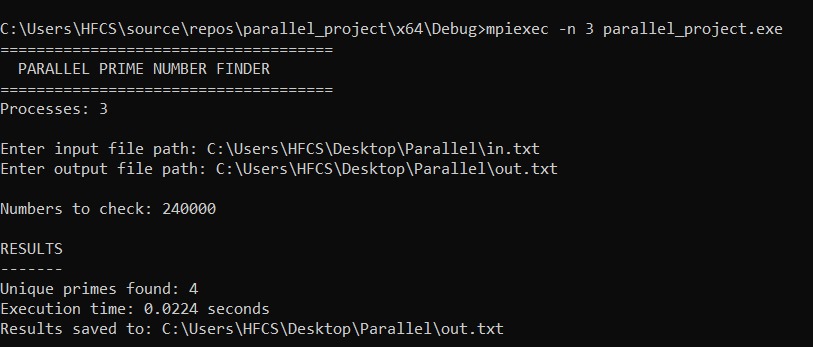 C:\Users\HFCS\source\repos\parallel_project\x64\Debug>mpiexec -n 3 parallel_project.exe
=====================================
  PARALLEL PRIME NUMBER FINDER
=====================================
Processes: 3
Enter input file path: C:\Users\HFCS\Desktop\Parallel\in.txt
Enter output file path: C:\Users\HFCS\Desktop\Parallel\out.txt
Numbers to check: 240000
RESULTS
-------
Unique primes found: 4
Execution time: 0.0224 seconds
Results saved to: C:\Users\HFCS\Desktop\Parallel\out.txt